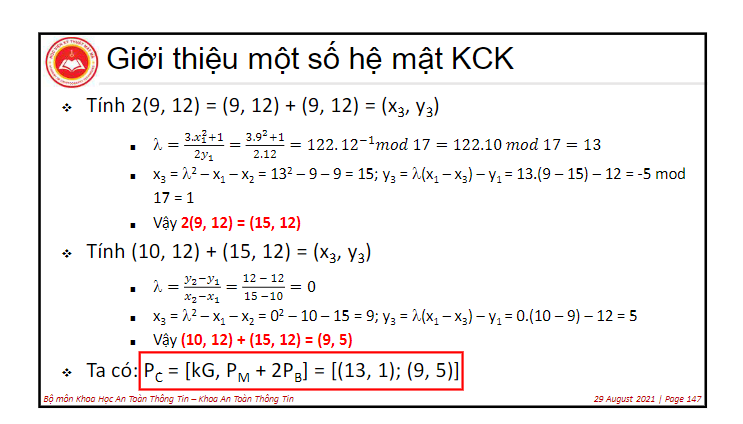 Giới thiệu một số hệ mật KCK
❖ Tính 2(9, 12) = (9, 12) + (9, 12) = (x₃, y₃)
▪ λ = (3.x₁²+1)/(2y₁) = (3.9²+1)/(2.12) = 122. 12⁻¹mod 17 = 122.10 mod 17 = 13
▪ x₃ = λ² – x₁ – x₂ = 13² – 9 – 9 = 15; y₃ = λ(x₁ – x₃) – y₁ = 13.(9 – 15) – 12 = -5 mod
17 = 1
▪ Vậy 2(9, 12) = (15, 12)
❖ Tính (10, 12) + (15, 12) = (x₃, y₃)
▪ λ = (y₂−y₁)/(x₂−x₁) = (12 − 12)/(15 −10) = 0
▪ x₃ = λ² – x₁ – x₂ = 0² – 10 – 15 = 9; y₃ = λ(x₁ – x₃) – y₁ = 0.(10 – 9) – 12 = 5
▪ Vậy (10, 12) + (15, 12) = (9, 5)
❖ Ta có: P_C = [kG, P_M + 2P_B] = [(13, 1); (9, 5)]
Bộ môn Khoa Học An Toàn Thông Tin – Khoa An Toàn Thông Tin
29 August 2021 | Page 147